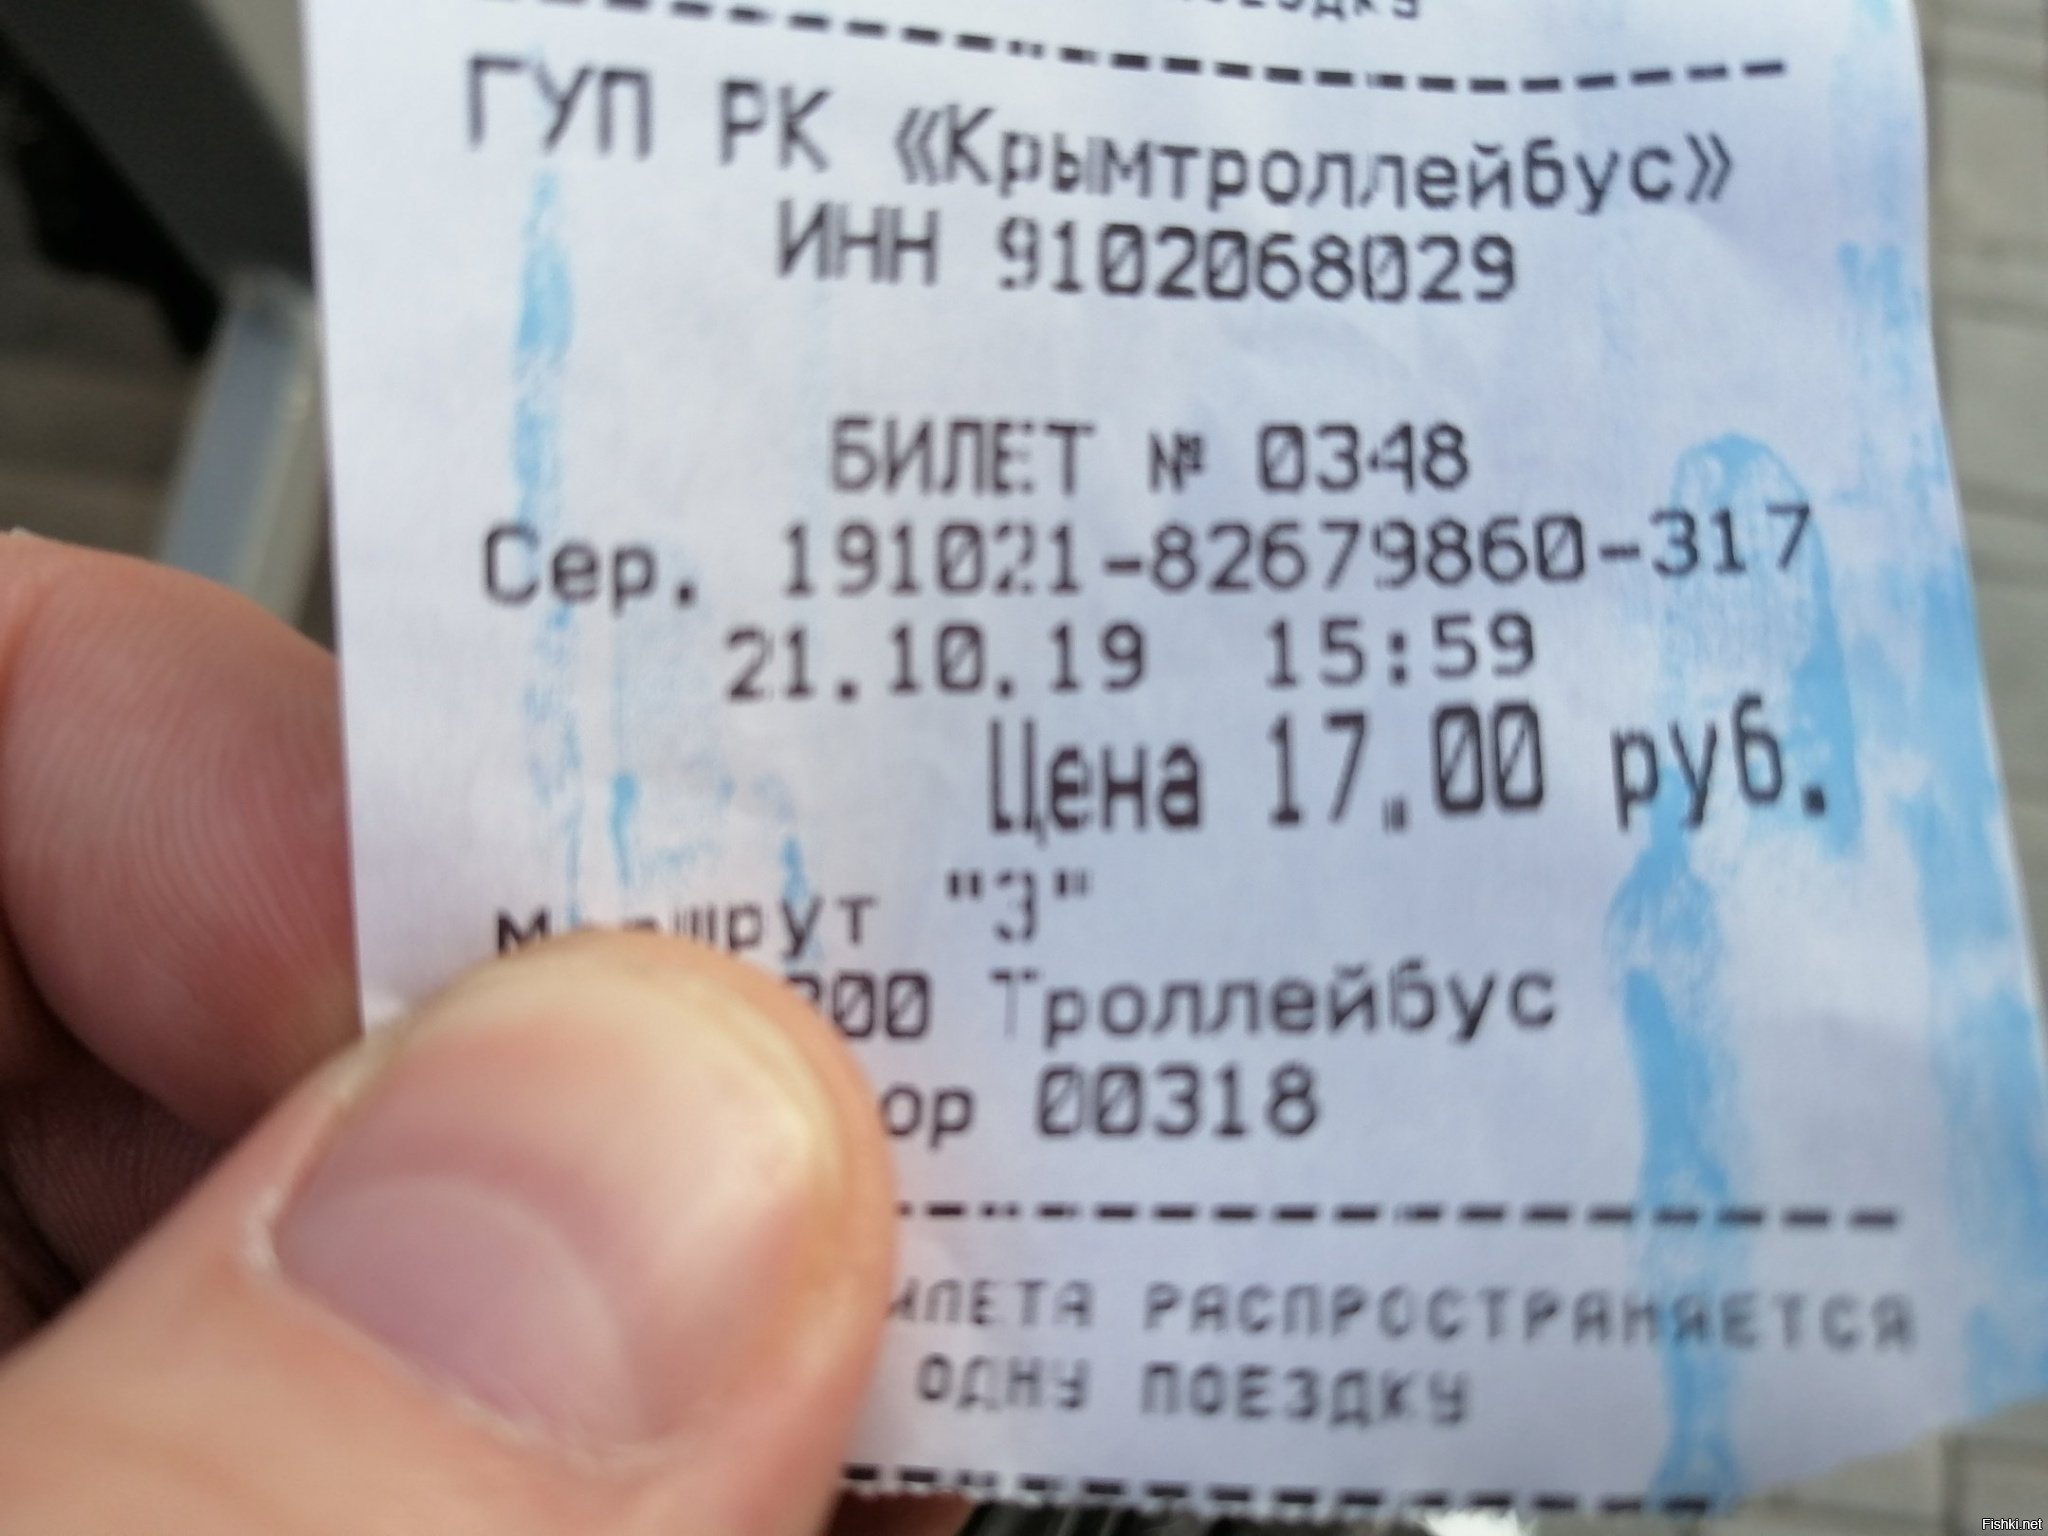 ГУП РК «Крымтроллейбус»
ИНН 9102068029
БИЛЕТ № 0348
Сер. 191021-82679860-317
21.10.19 15:59
Цена 17.00 руб.
Маршрут "3"
Троллейбус
00318
РАСПРОСТРАНЯЕТСЯ
ОДНУ ПОЕЗДКУ
Fishki.net